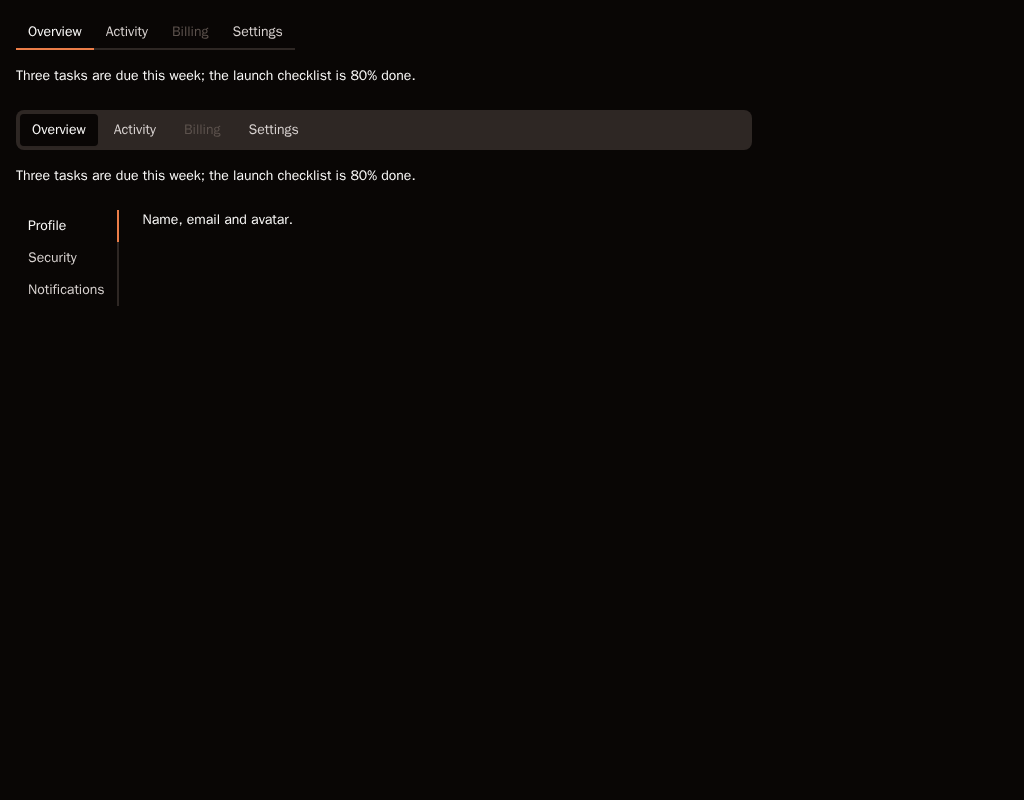 Overview Activity Billing Settings
Three tasks are due this week; the launch checklist is 80% done.
Overview Activity Billing Settings
Three tasks are due this week; the launch checklist is 80% done.
Profile
Security
Notifications
Name, email and avatar.